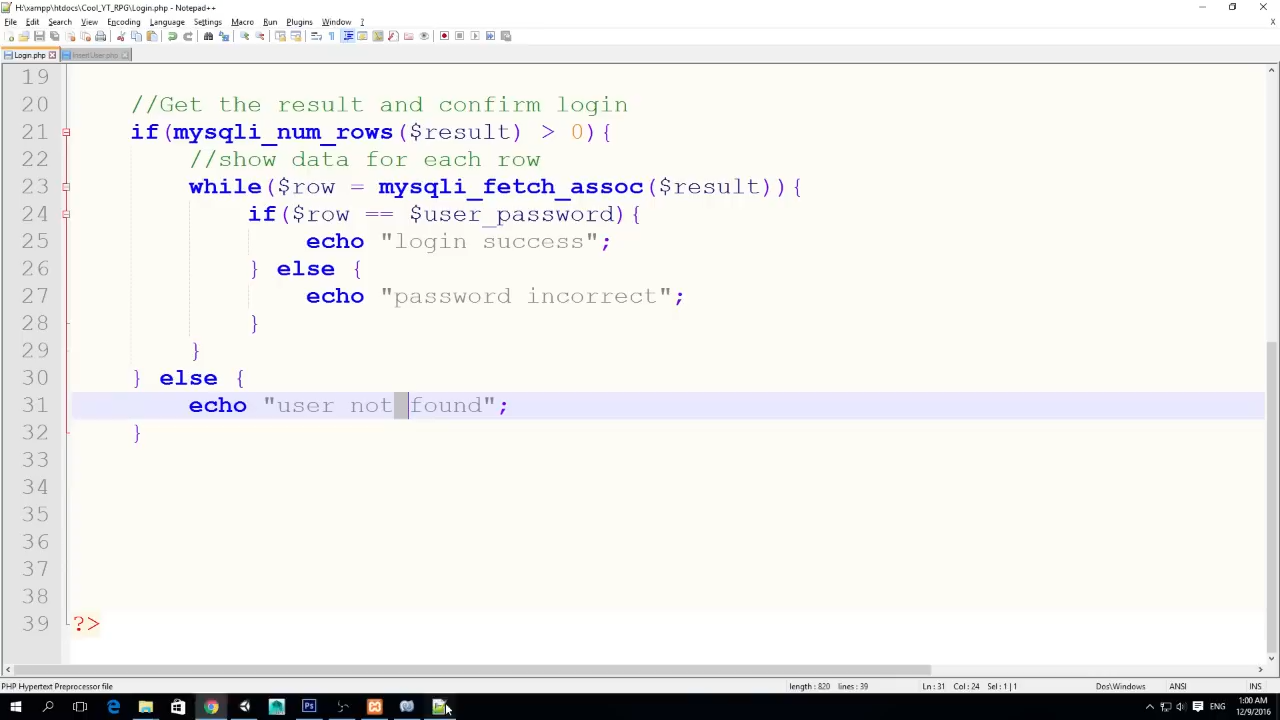 H:\xampp\htdocs\Cool_YT_RPG\Login.php - Notepad++
File Edit Search View Encoding Language Settings Macro Run Plugins Window ?
X
Login.php InsertUser.php
19
20 //Get the result and confirm login
21 if(mysqli_num_rows($result) > 0){
22 //show data for each row
23 while($row = mysqli_fetch_assoc($result)){
24 if($row == $user_password){
25 echo "login success";
26 } else {
27 echo "password incorrect";
28 }
29 }
30 } else {
31 echo "user not found";
32 }
33
34
35
36
37
38
39 ?>
PHP Hypertext Preprocessor file length : 820 lines : 39 Ln : 31 Col : 24 Sel : 1 | 1 Dos\Windows ANSI INS
ENG 1:00 AM
12/9/2016